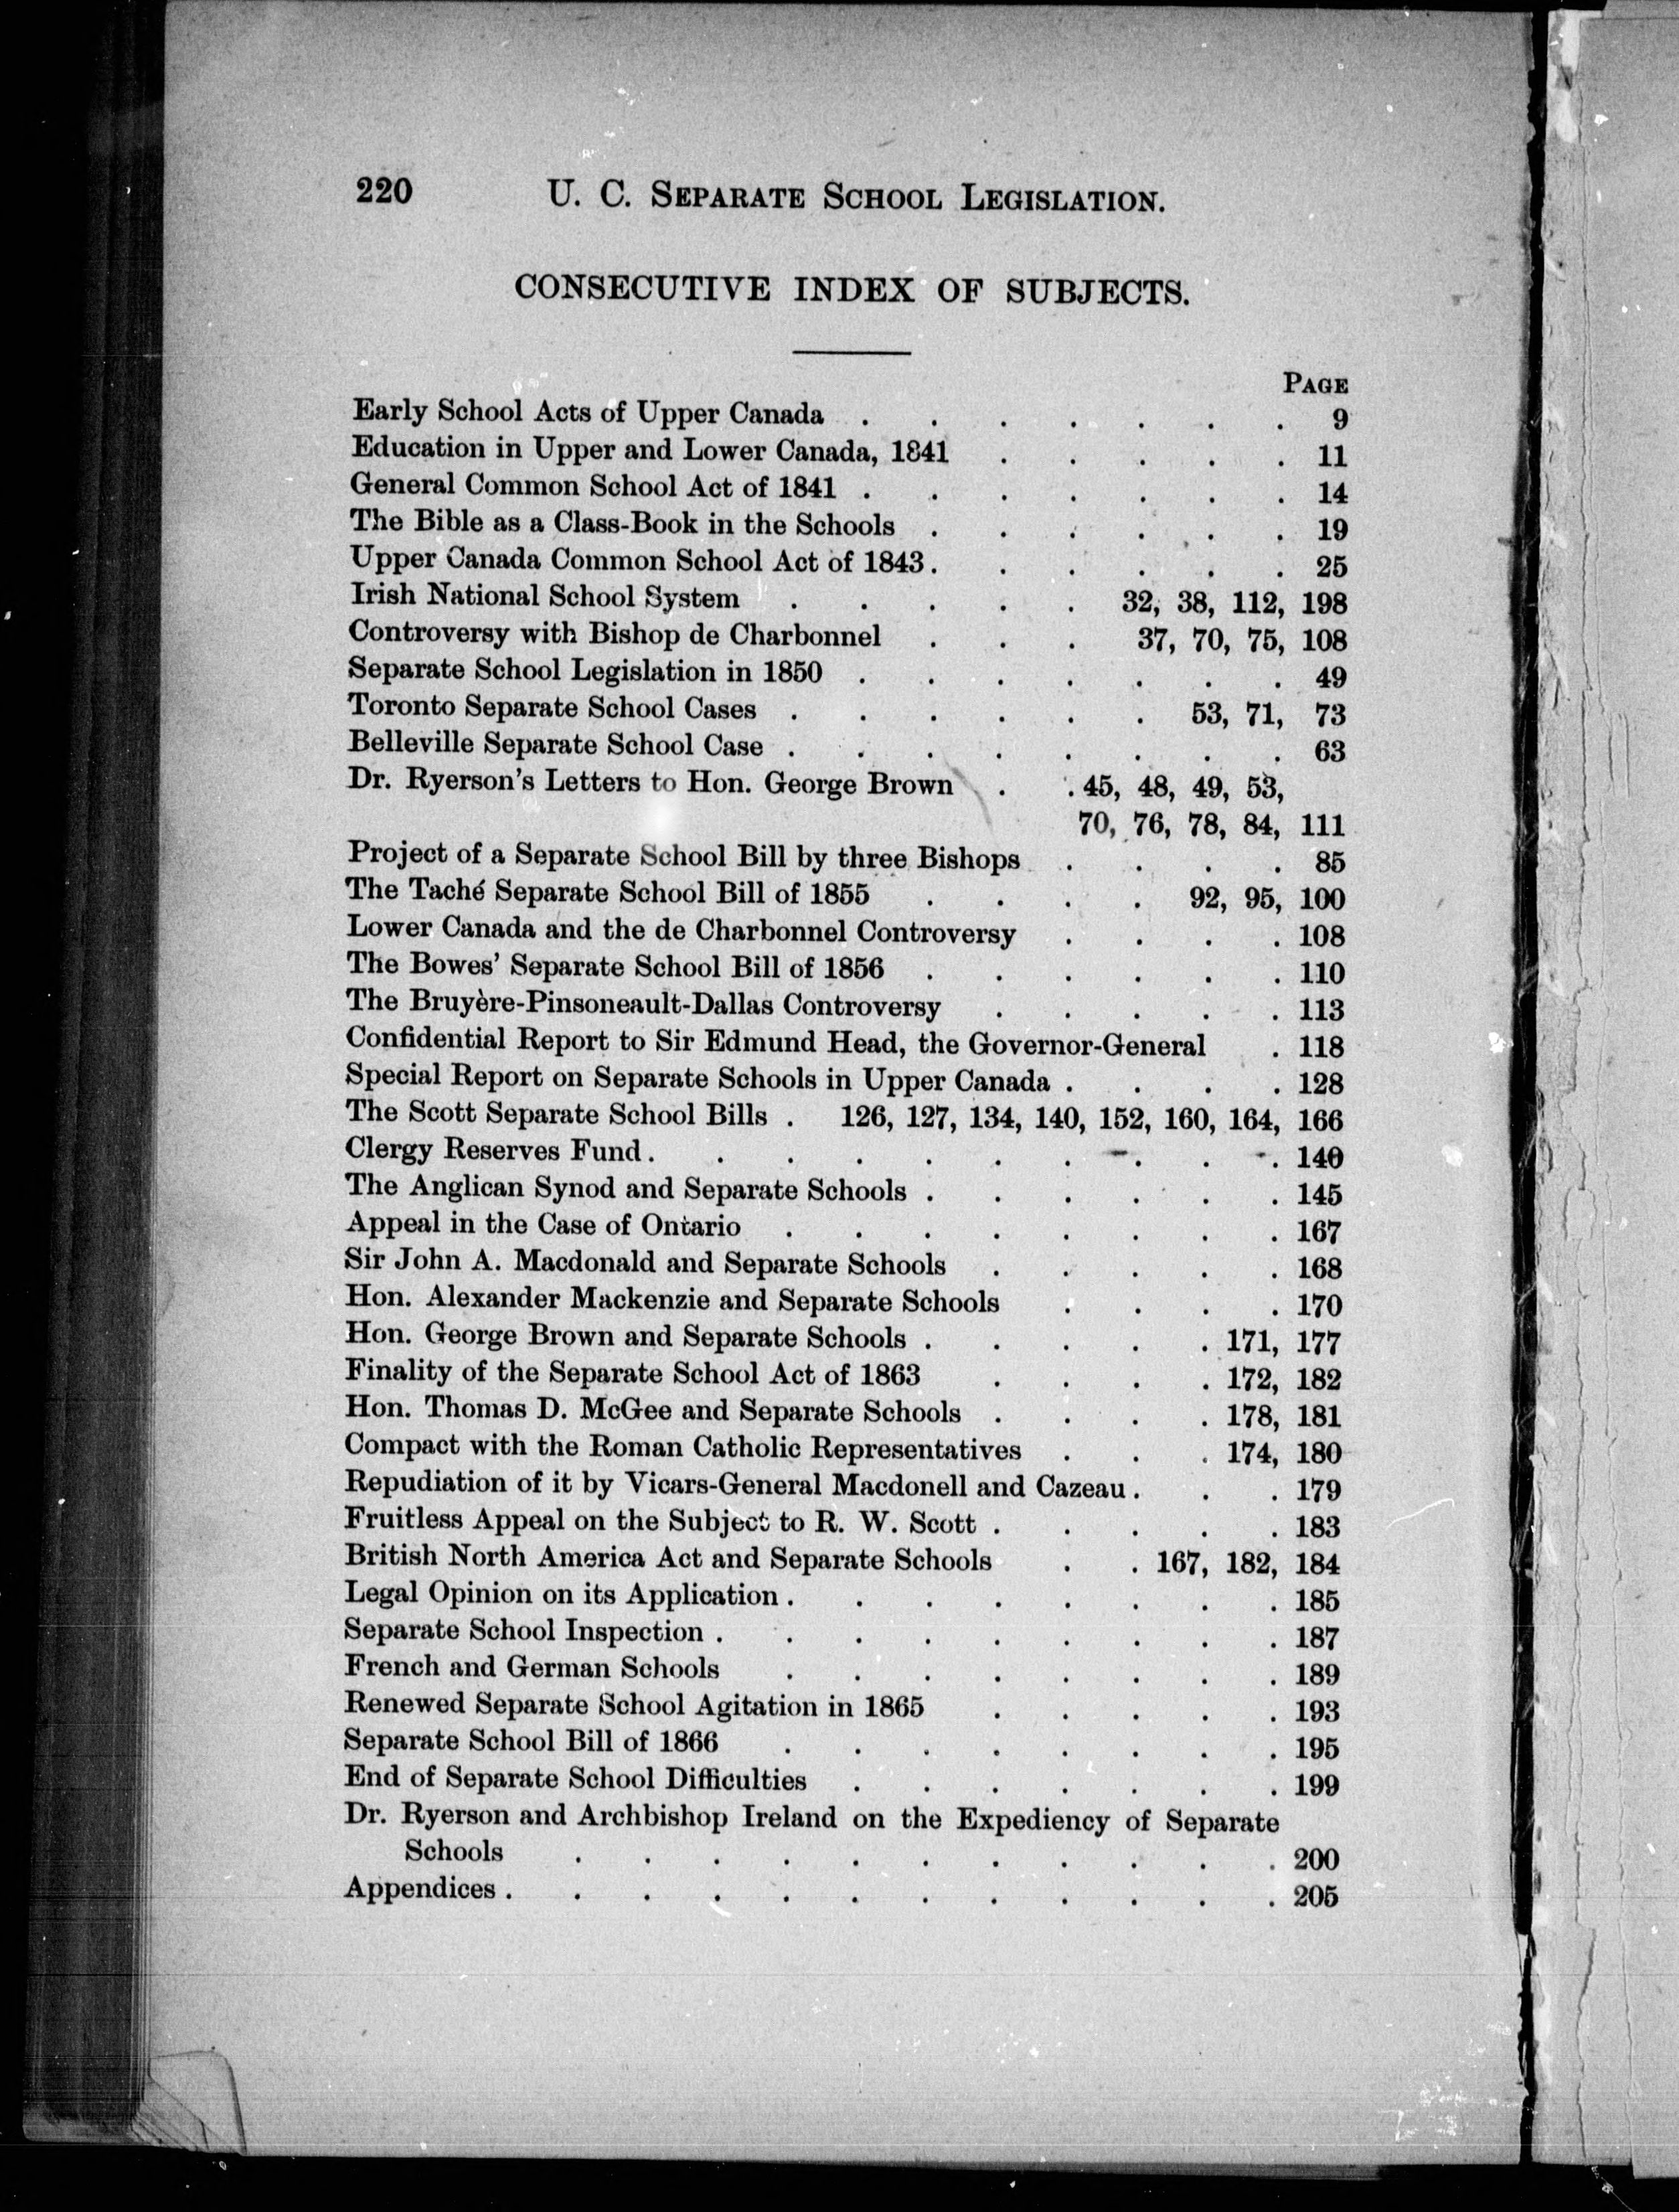 220 U. C. SEPARATE SCHOOL LEGISLATION.
CONSECUTIVE INDEX OF SUBJECTS.
PAGE
Early School Acts of Upper Canada . . . . . . . 9
Education in Upper and Lower Canada, 1841 . . . . . 11
General Common School Act of 1841 . . . . . . . 14
The Bible as a Class-Book in the Schools . . . . . . 19
Upper Canada Common School Act of 1843 . . . . . . 25
Irish National School System . . . . . 32, 38, 112, 198
Controversy with Bishop de Charbonnel . . . 37, 70, 75, 108
Separate School Legislation in 1850 . . . . . . . 49
Toronto Separate School Cases . . . . . . 53, 71, 73
Belleville Separate School Case . . . . . . . . 63
Dr. Ryerson's Letters to Hon. George Brown . . 45, 48, 49, 53,
70, 76, 78, 84, 111
Project of a Separate School Bill by three Bishops . . . . 85
The Taché Separate School Bill of 1855 . . . . 92, 95, 100
Lower Canada and the de Charbonnel Controversy . . . . 108
The Bowes' Separate School Bill of 1856 . . . . . . 110
The Bruyère-Pinsoneault-Dallas Controversy . . . . . 113
Confidential Report to Sir Edmund Head, the Governor-General . 118
Special Report on Separate Schools in Upper Canada . . . . 128
The Scott Separate School Bills . 126, 127, 134, 140, 152, 160, 164, 166
Clergy Reserves Fund . . . . . . . . . . 140
The Anglican Synod and Separate Schools . . . . . . 145
Appeal in the Case of Ontario . . . . . . . . 167
Sir John A. Macdonald and Separate Schools . . . . . 168
Hon. Alexander Mackenzie and Separate Schools . . . . 170
Hon. George Brown and Separate Schools . . . . . 171, 177
Finality of the Separate School Act of 1863 . . . . 172, 182
Hon. Thomas D. McGee and Separate Schools . . . . 178, 181
Compact with the Roman Catholic Representatives . . . 174, 180
Repudiation of it by Vicars-General Macdonell and Cazeau . . . 179
Fruitless Appeal on the Subject to R. W. Scott . . . . . 183
British North America Act and Separate Schools . . 167, 182, 184
Legal Opinion on its Application . . . . . . . . 185
Separate School Inspection . . . . . . . . . 187
French and German Schools . . . . . . . . 189
Renewed Separate School Agitation in 1865 . . . . . 193
Separate School Bill of 1866 . . . . . . . . 195
End of Separate School Difficulties . . . . . . . 199
Dr. Ryerson and Archbishop Ireland on the Expediency of Separate
Schools . . . . . . . . . . . 200
Appendices . . . . . . . . . . . . 205